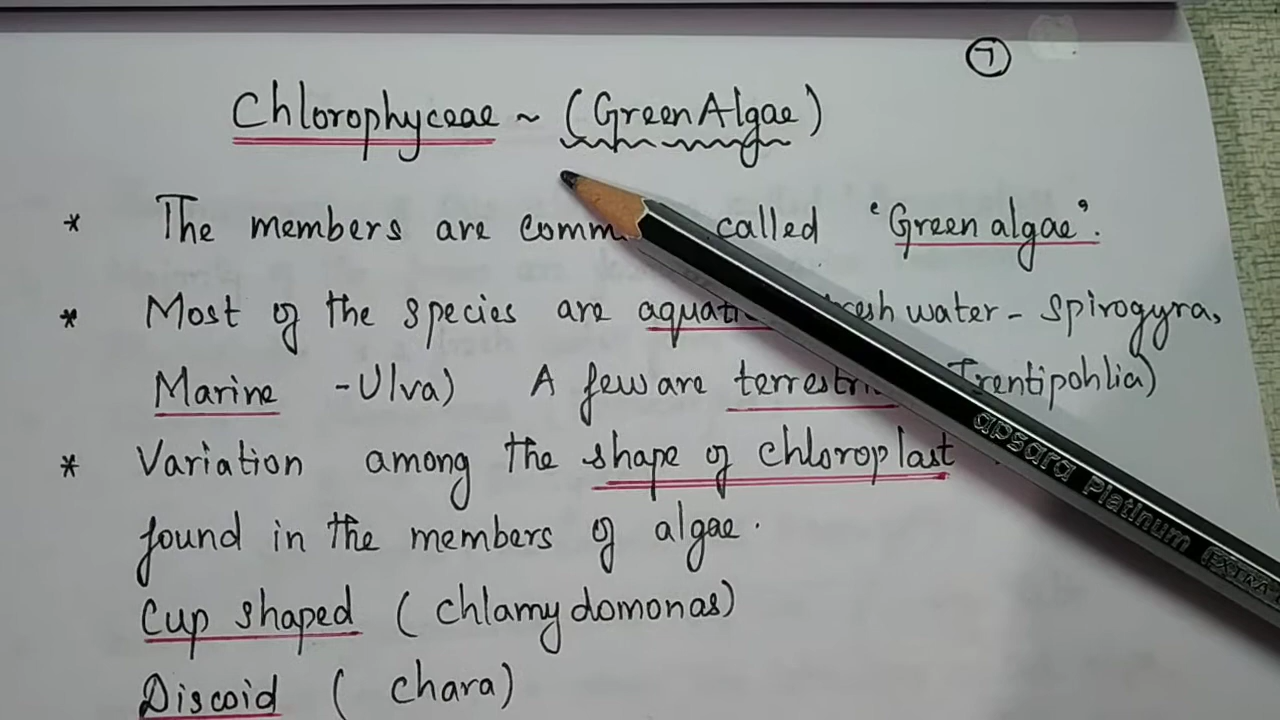 7
Chlorophyceae ~ (Green Algae)
* The members are comm called 'Green algae'.
* Most of the species are aquati fresh water - Spirogyra,
Marine - Ulva) A few are terrestri Trentipohlia)
* Variation among the shape of chloroplast
found in the members of algae.
Cup shaped (Chlamydomonas)
Discoid (Chara)
apsara Platinum EXTRA